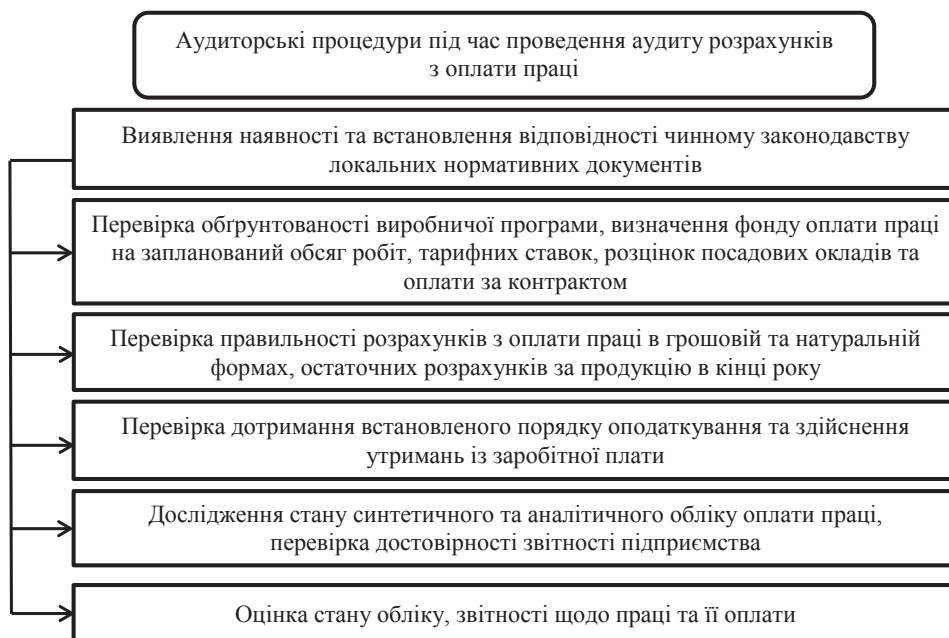 Аудиторські процедури під час проведення аудиту розрахунків
з оплати праці
Виявлення наявності та встановлення відповідності чинному законодавству
локальних нормативних документів
Перевірка обґрунтованості виробничої програми, визначення фонду оплати праці
на запланований обсяг робіт, тарифних ставок, розцінок посадових окладів та
оплати за контрактом
Перевірка правильності розрахунків з оплати праці в грошовій та натуральній
формах, остаточних розрахунків за продукцію в кінці року
Перевірка дотримання встановленого порядку оподаткування та здійснення
утримань із заробітної плати
Дослідження стану синтетичного та аналітичного обліку оплати праці,
перевірка достовірності звітності підприємства
Оцінка стану обліку, звітності щодо праці та її оплати